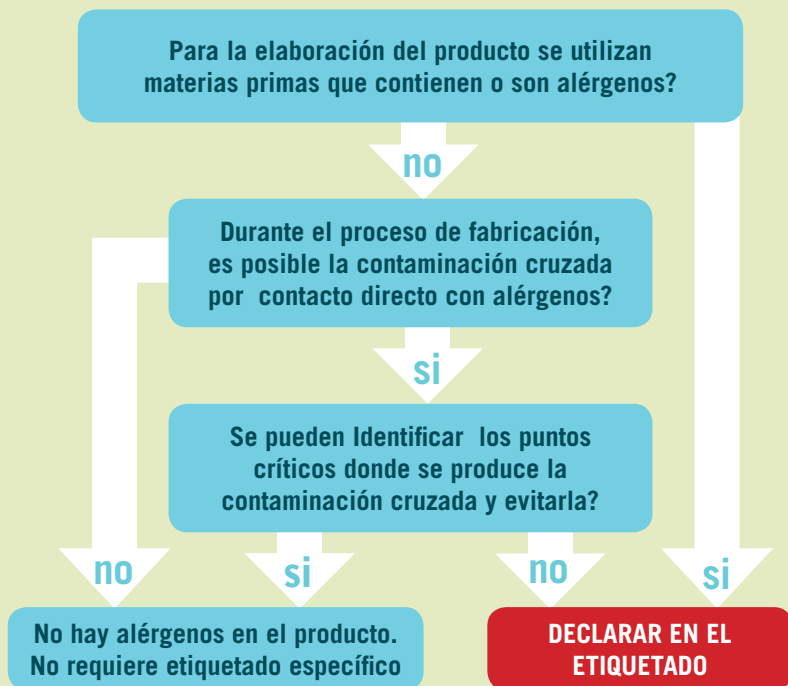 Para la elaboración del producto se utilizan
materias primas que contienen o son alérgenos?
no
Durante el proceso de fabricación,
es posible la contaminación cruzada
por contacto directo con alérgenos?
si
Se pueden Identificar los puntos
críticos donde se produce la
contaminación cruzada y evitarla?
no
si
no
si
No hay alérgenos en el producto.
No requiere etiquetado específico
DECLARAR EN EL
ETIQUETADO